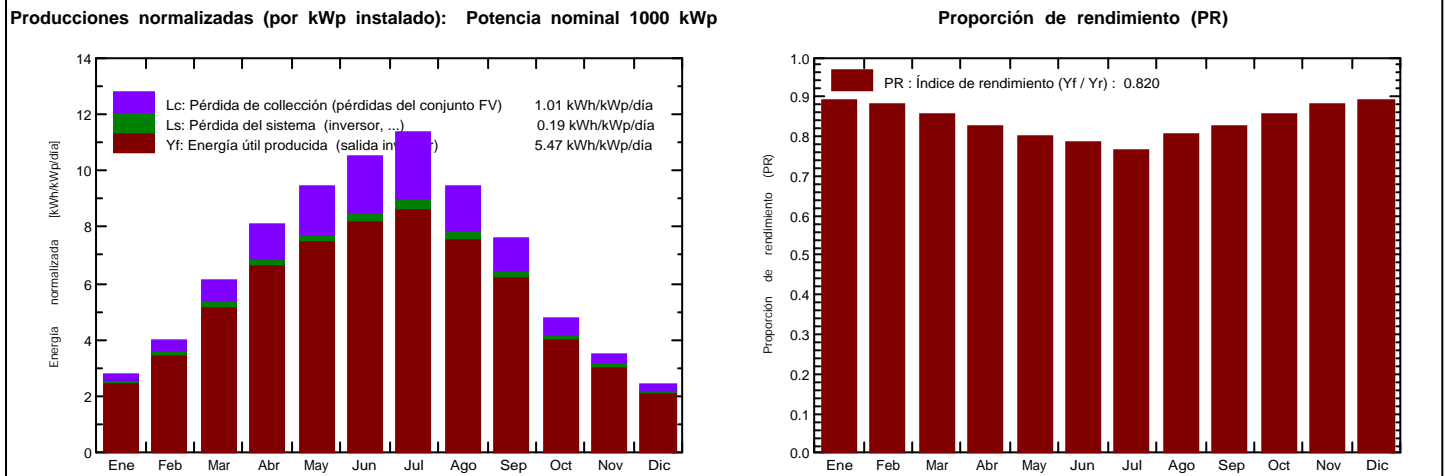 Producciones normalizadas (por kWp instalado): Potencia nominal 1000 kWp
14
12
10
8
6
4
2
0
Energía normalizada [kWh/kWp/día]
Lc: Pérdida de collección (pérdidas del conjunto FV) 1.01 kWh/kWp/día
Ls: Pérdida del sistema (inversor, ...) 0.19 kWh/kWp/día
Yf: Energía útil producida (salida inversor) 5.47 kWh/kWp/día
Ene Feb Mar Abr May Jun Jul Ago Sep Oct Nov Dic
Proporción de rendimiento (PR)
1.0
0.9
0.8
0.7
0.6
0.5
0.4
0.3
0.2
0.1
0.0
Proporción de rendimiento (PR)
PR : Índice de rendimiento (Yf / Yr) : 0.820
Ene Feb Mar Abr May Jun Jul Ago Sep Oct Nov Dic